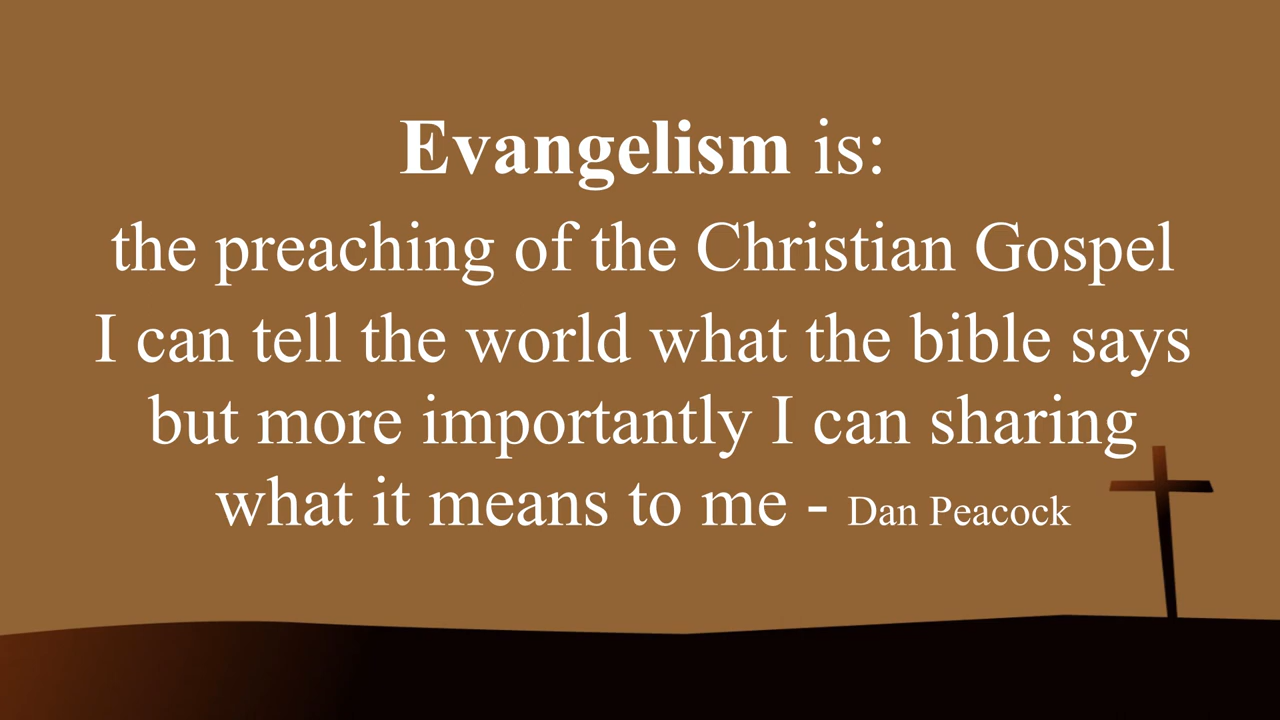 Evangelism is:
the preaching of the Christian Gospel
I can tell the world what the bible says
but more importantly I can sharing
what it means to me - Dan Peacock